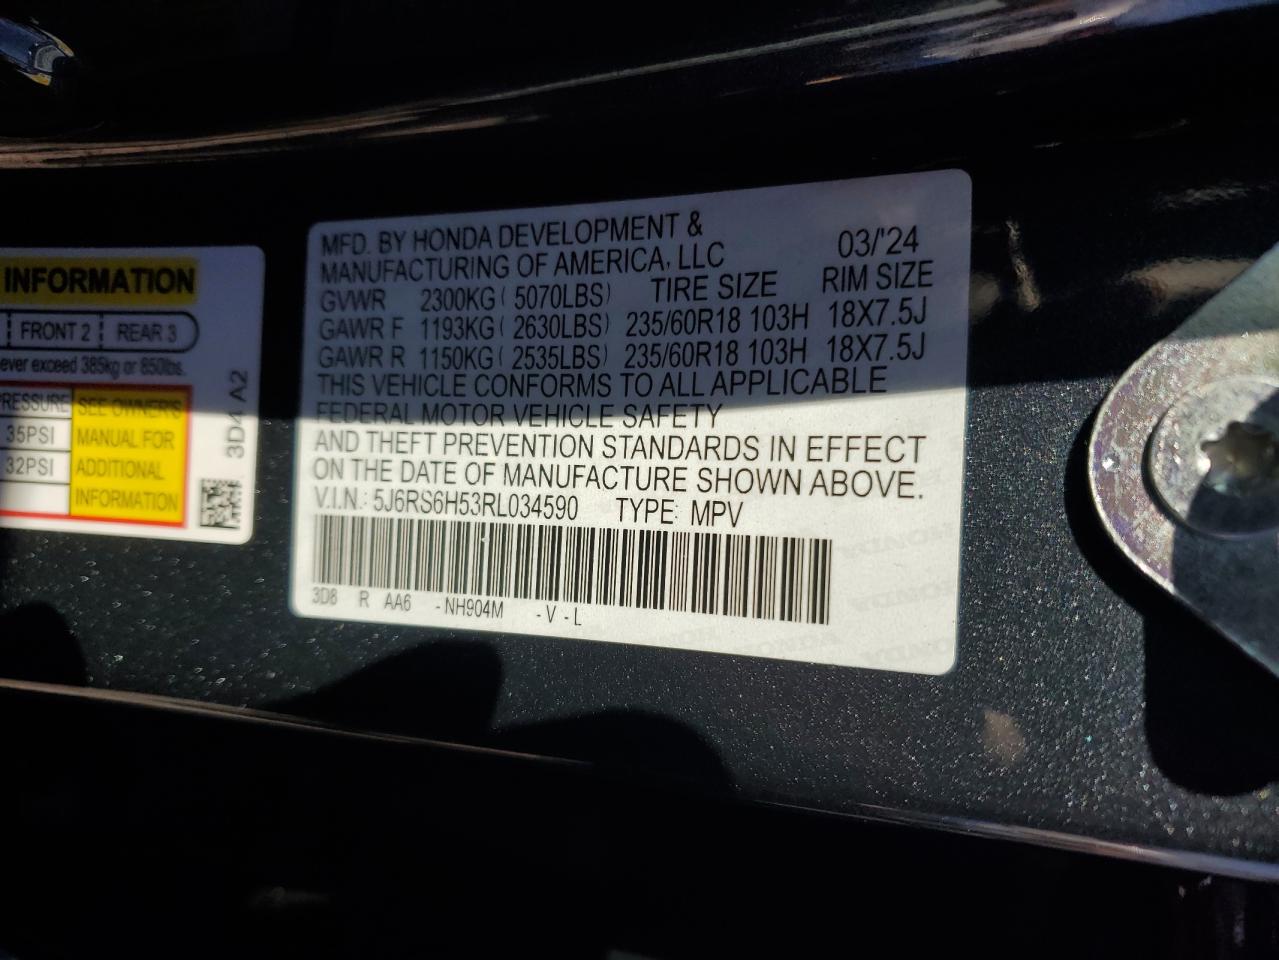 INFORMATION
FRONT 2 REAR 3
ever exceed 385kg or 850lbs.
PRESSURE SEE OWNER'S
35PSI MANUAL FOR
32PSI ADDITIONAL
INFORMATION
3D4 A2
MFD. BY HONDA DEVELOPMENT &
MANUFACTURING OF AMERICA, LLC 03/'24
GVWR 2300KG ( 5070LBS) TIRE SIZE RIM SIZE
GAWR F 1193KG ( 2630LBS) 235/60R18 103H 18X7.5J
GAWR R 1150KG ( 2535LBS) 235/60R18 103H 18X7.5J
THIS VEHICLE CONFORMS TO ALL APPLICABLE
FEDERAL MOTOR VEHICLE SAFETY
AND THEFT PREVENTION STANDARDS IN EFFECT
ON THE DATE OF MANUFACTURE SHOWN ABOVE.
V.I.N.: 5J6RS6H53RL034590 TYPE: MPV
3D8 R AA6 -NH904M -V-L